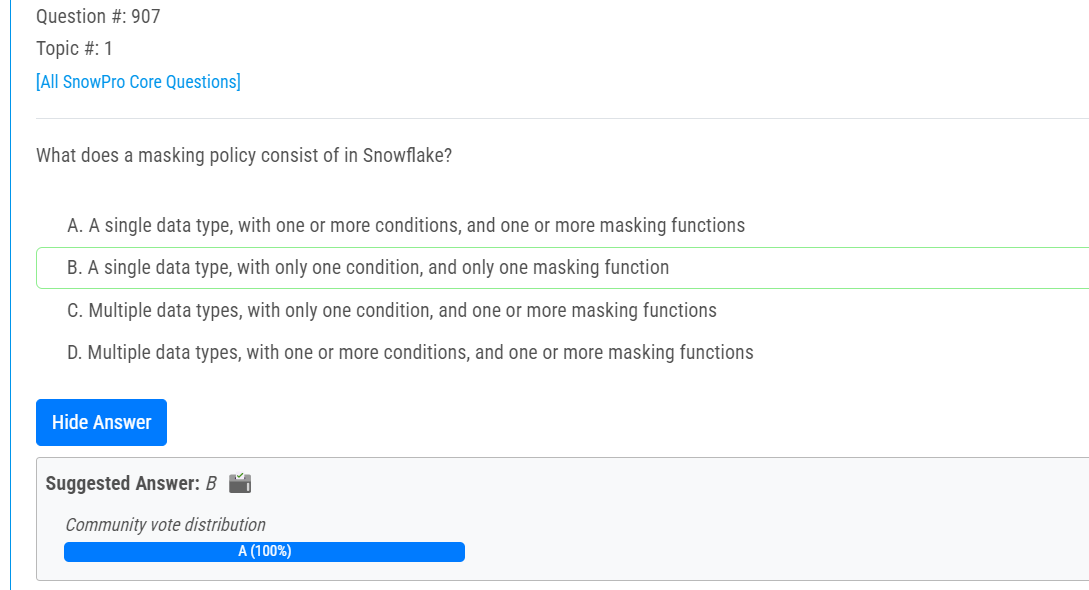 Question #: 907
Topic #: 1
[All SnowPro Core Questions]
What does a masking policy consist of in Snowflake?
A. A single data type, with one or more conditions, and one or more masking functions
B. A single data type, with only one condition, and only one masking function
C. Multiple data types, with only one condition, and one or more masking functions
D. Multiple data types, with one or more conditions, and one or more masking functions
Hide Answer
Suggested Answer: B
Community vote distribution
A (100%)